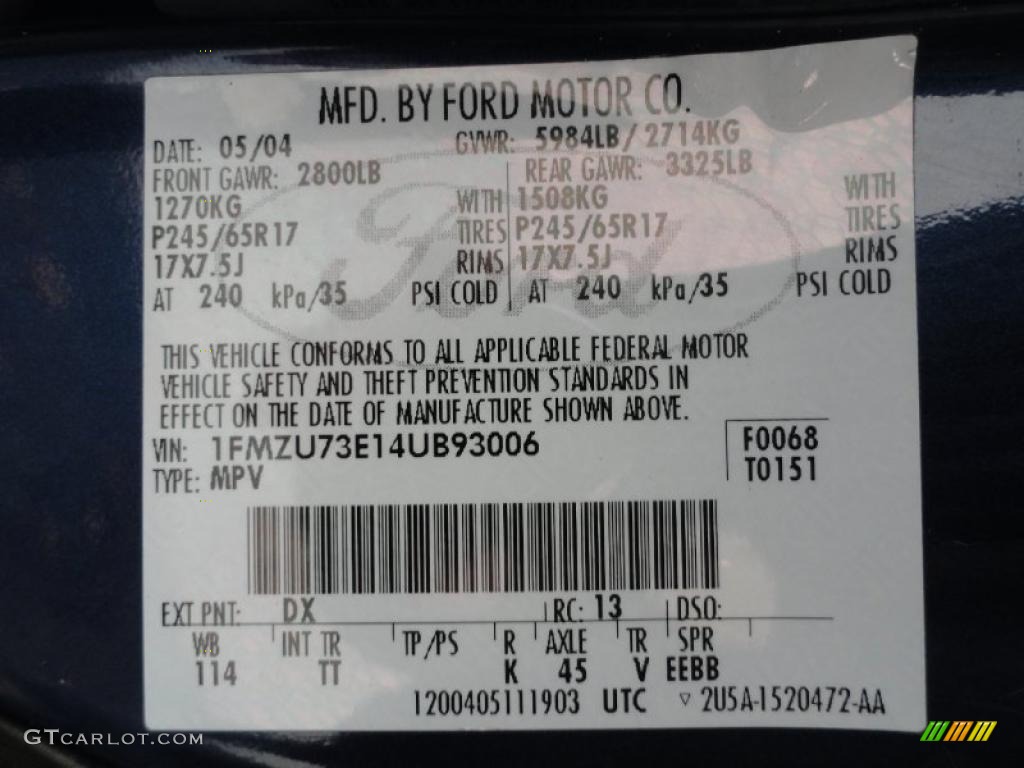 MFD. BY FORD MOTOR CO.
DATE: 05/04 GVWR: 5984LB/2714KG
FRONT GAWR: 2800LB REAR GAWR: 3325LB
1270KG WITH 1508KG WITH
P245/65R17 TIRES P245/65R17 TIRES
17X7.5J RIMS 17X7.5J RIMS
AT 240 kPa/35 PSI COLD AT 240 kPa/35 PSI COLD
Ford
THIS VEHICLE CONFORMS TO ALL APPLICABLE FEDERAL MOTOR
VEHICLE SAFETY AND THEFT PREVENTION STANDARDS IN
EFFECT ON THE DATE OF MANUFACTURE SHOWN ABOVE.
VIN: 1FMZU73E14UB93006 F0068
TYPE: MPV T0151
EXT PNT: DX RC: 13 DSO:
WB INT TR TP/PS R AXLE TR SPR
114 TT K 45 V EEBB
1200405111903 UTC ▽ 2U5A-1520472-AA
GTCARLOT.COM